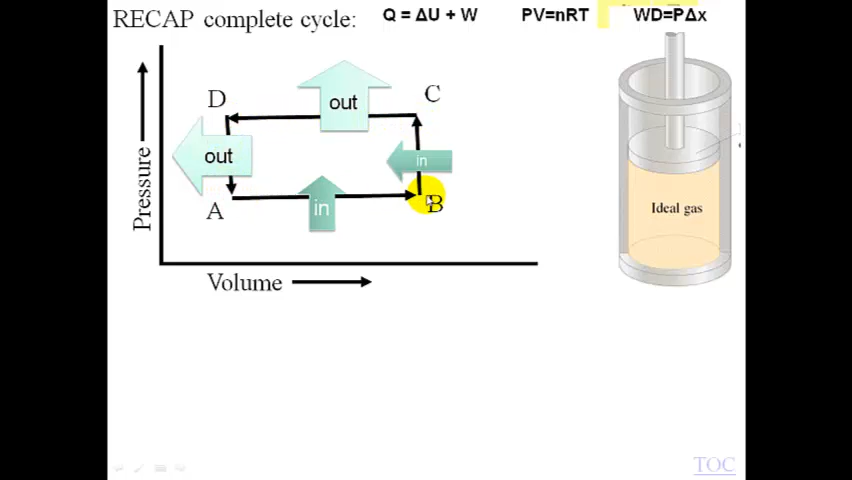 RECAP complete cycle:
Q = ΔU + W
PV=nRT
WD=PΔx
D
out
C
out
in
Pressure
A
in
B
Ideal gas
Volume
TOC